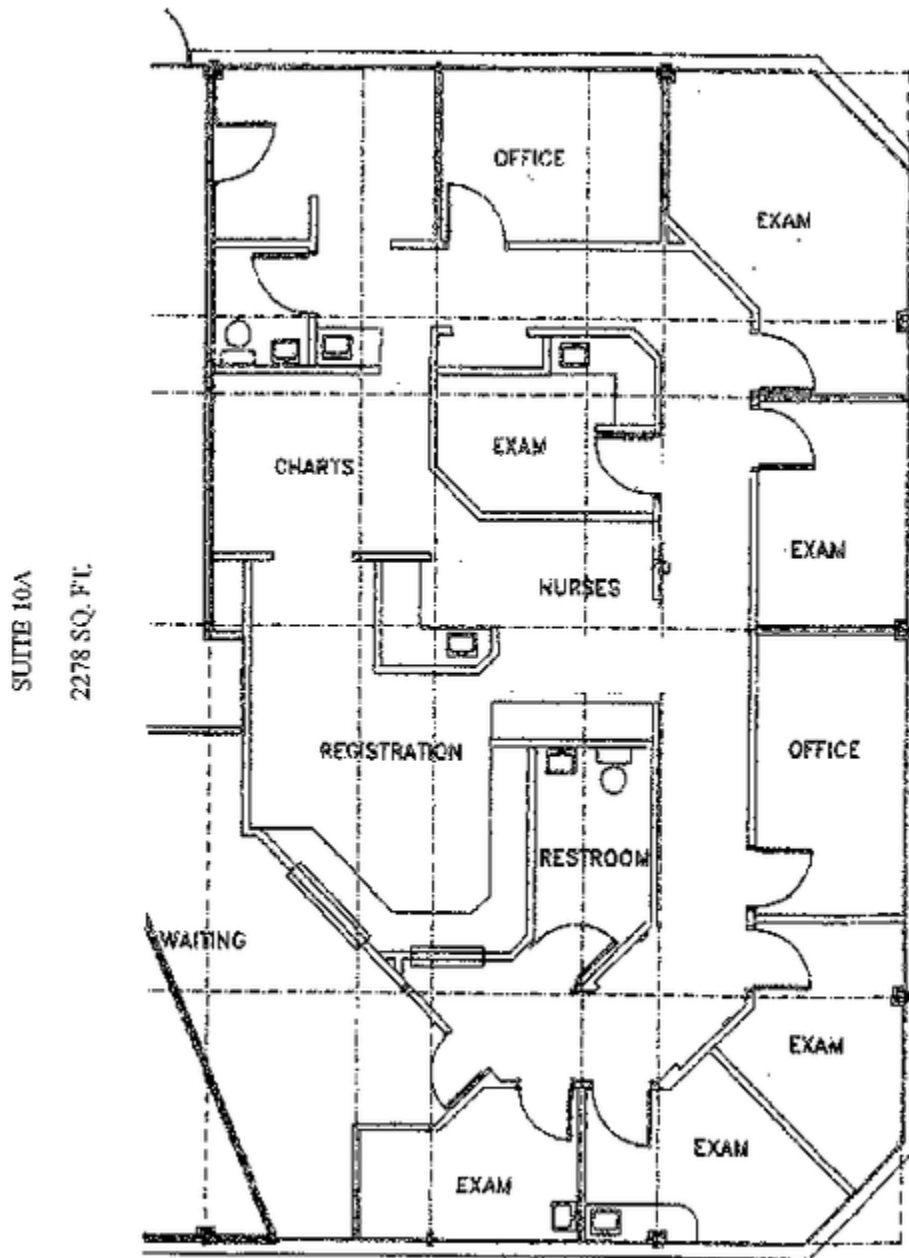 SUITE 10A
2278 SQ. FT.
OFFICE
EXAM
EXAM
CHARTS
EXAM
NURSES
REGISTRATION
OFFICE
RESTROOM
WAITING
EXAM
EXAM
EXAM